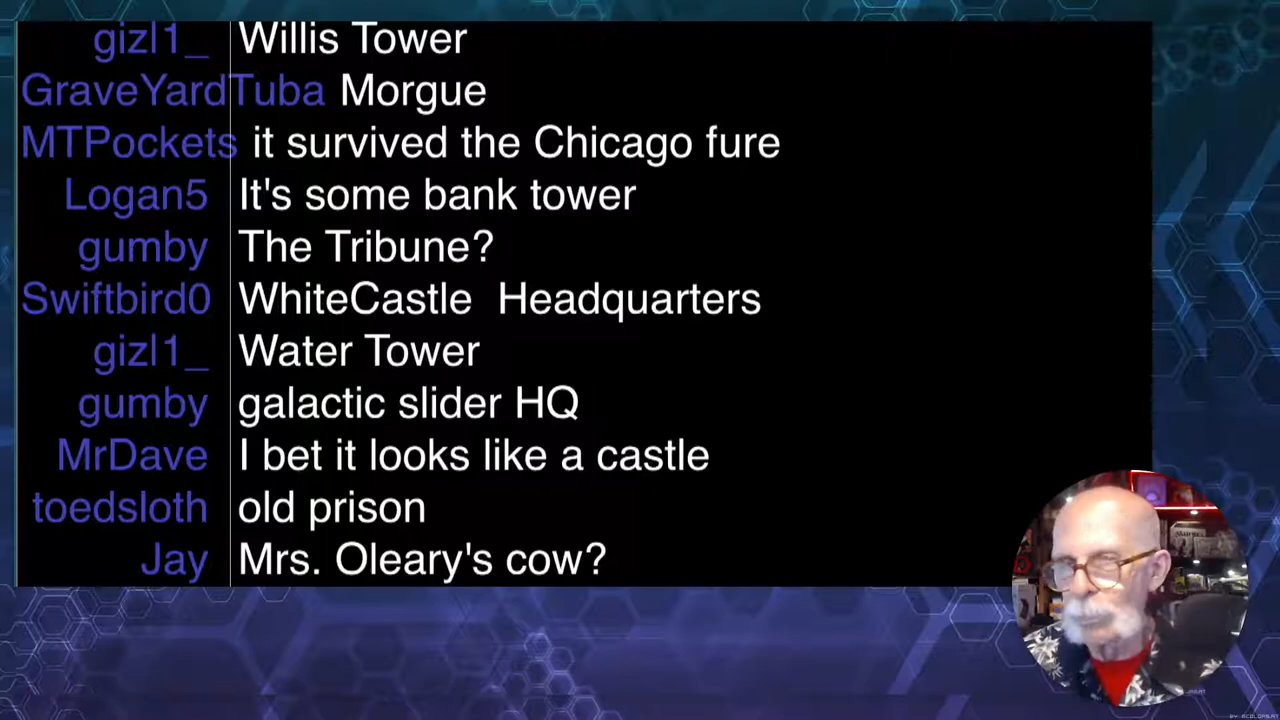 gizl1_ Willis Tower
GraveYardTuba Morgue
MTPockets it survived the Chicago fure
Logan5 It's some bank tower
gumby The Tribune?
Swiftbird0 WhiteCastle Headquarters
gizl1_ Water Tower
gumby galactic slider HQ
MrDave I bet it looks like a castle
toedsloth old prison
Jay Mrs. Oleary's cow?